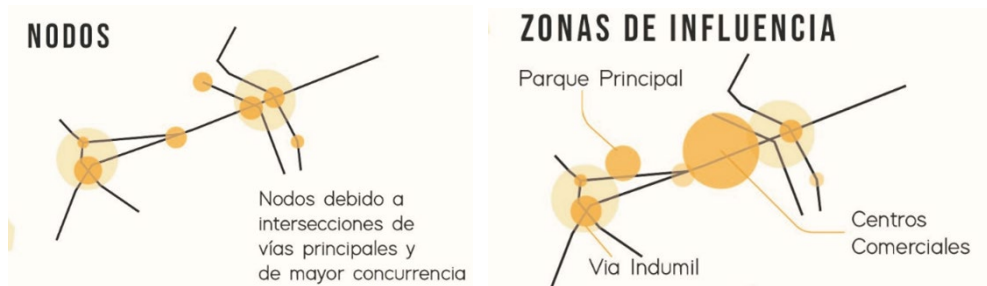 NODOS
Nodos debido a
intersecciones de
vías principales y
de mayor concurrencia
ZONAS DE INFLUENCIA
Parque Principal
Centros
Comerciales
Via Indumil